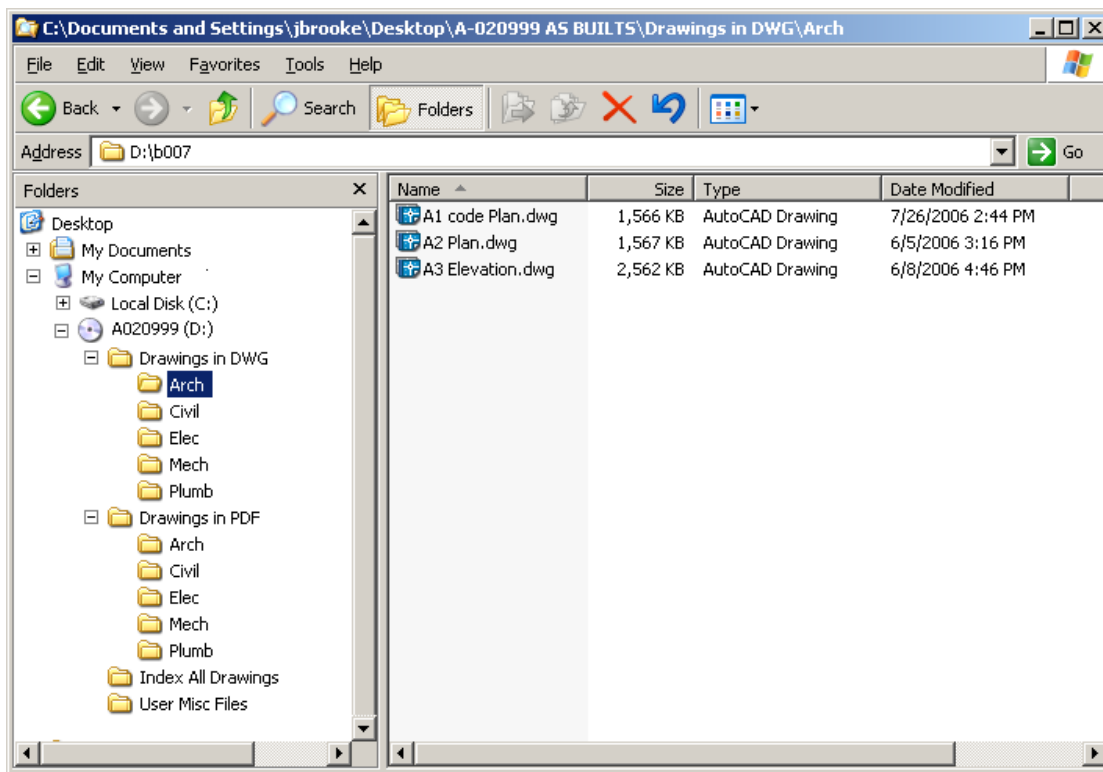 C:\Documents and Settings\jbrooke\Desktop\A-020999 AS BUILTS\Drawings in DWG\Arch
File Edit View Favorites Tools Help
Back Search Folders
Address D:\b007 Go
Folders x Name Size Type Date Modified
Desktop
My Documents
My Computer
Local Disk (C:)
A020999 (D:)
Drawings in DWG
Arch
Civil
Elec
Mech
Plumb
Drawings in PDF
Arch
Civil
Elec
Mech
Plumb
Index All Drawings
User Misc Files
A1 code Plan.dwg 1,566 KB AutoCAD Drawing 7/26/2006 2:44 PM
A2 Plan.dwg 1,567 KB AutoCAD Drawing 6/5/2006 3:16 PM
A3 Elevation.dwg 2,562 KB AutoCAD Drawing 6/8/2006 4:46 PM